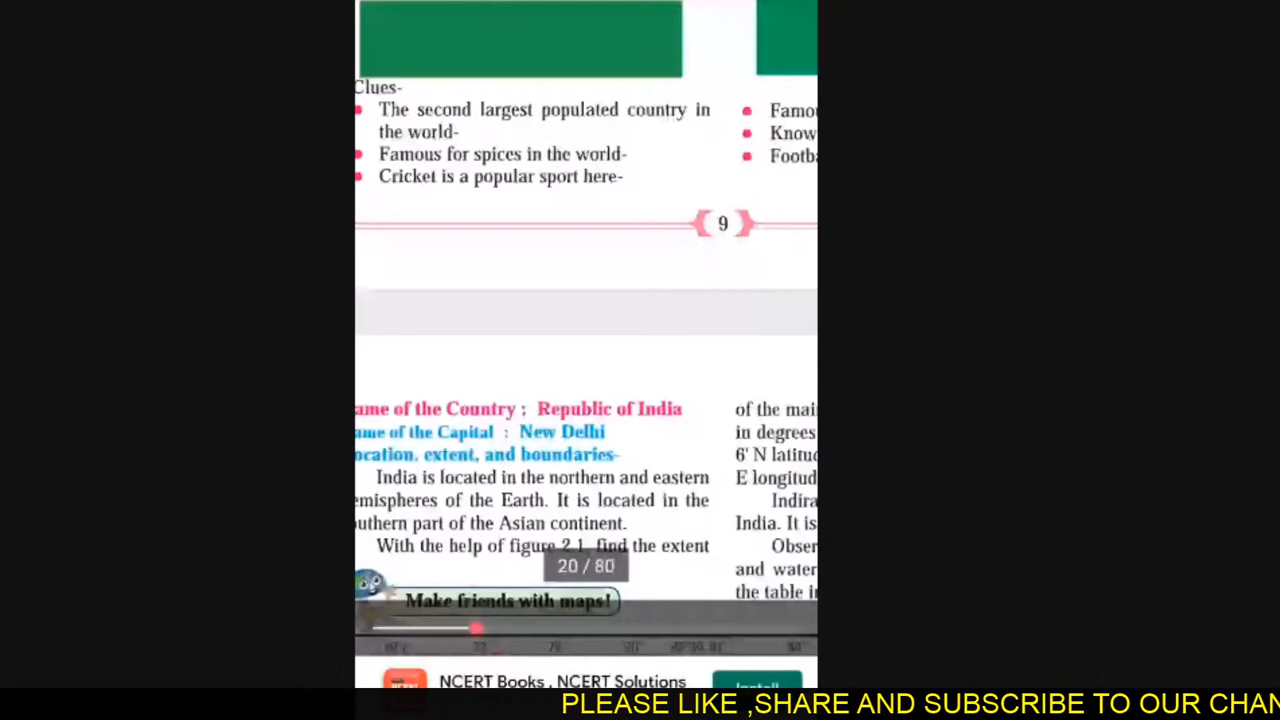 Clues-
The second largest populated country in
the world-
Famous for spices in the world-
Cricket is a popular sport here-
Famou
Know
Footba
9
ame of the Country : Republic of India
ame of the Capital : New Delhi
ocation, extent, and boundaries-
India is located in the northern and eastern
emispheres of the Earth. It is located in the
uthern part of the Asian continent.
With the help of figure 2.1 find the extent
of the mai
in degrees
6' N latitud
E longitud
Indira
India. It is
Obser
and water
the table in
20 / 80
Make friends with maps!
NCERT Books , NCERT Solutions
Install
PLEASE LIKE ,SHARE AND SUBSCRIBE TO OUR CHAN